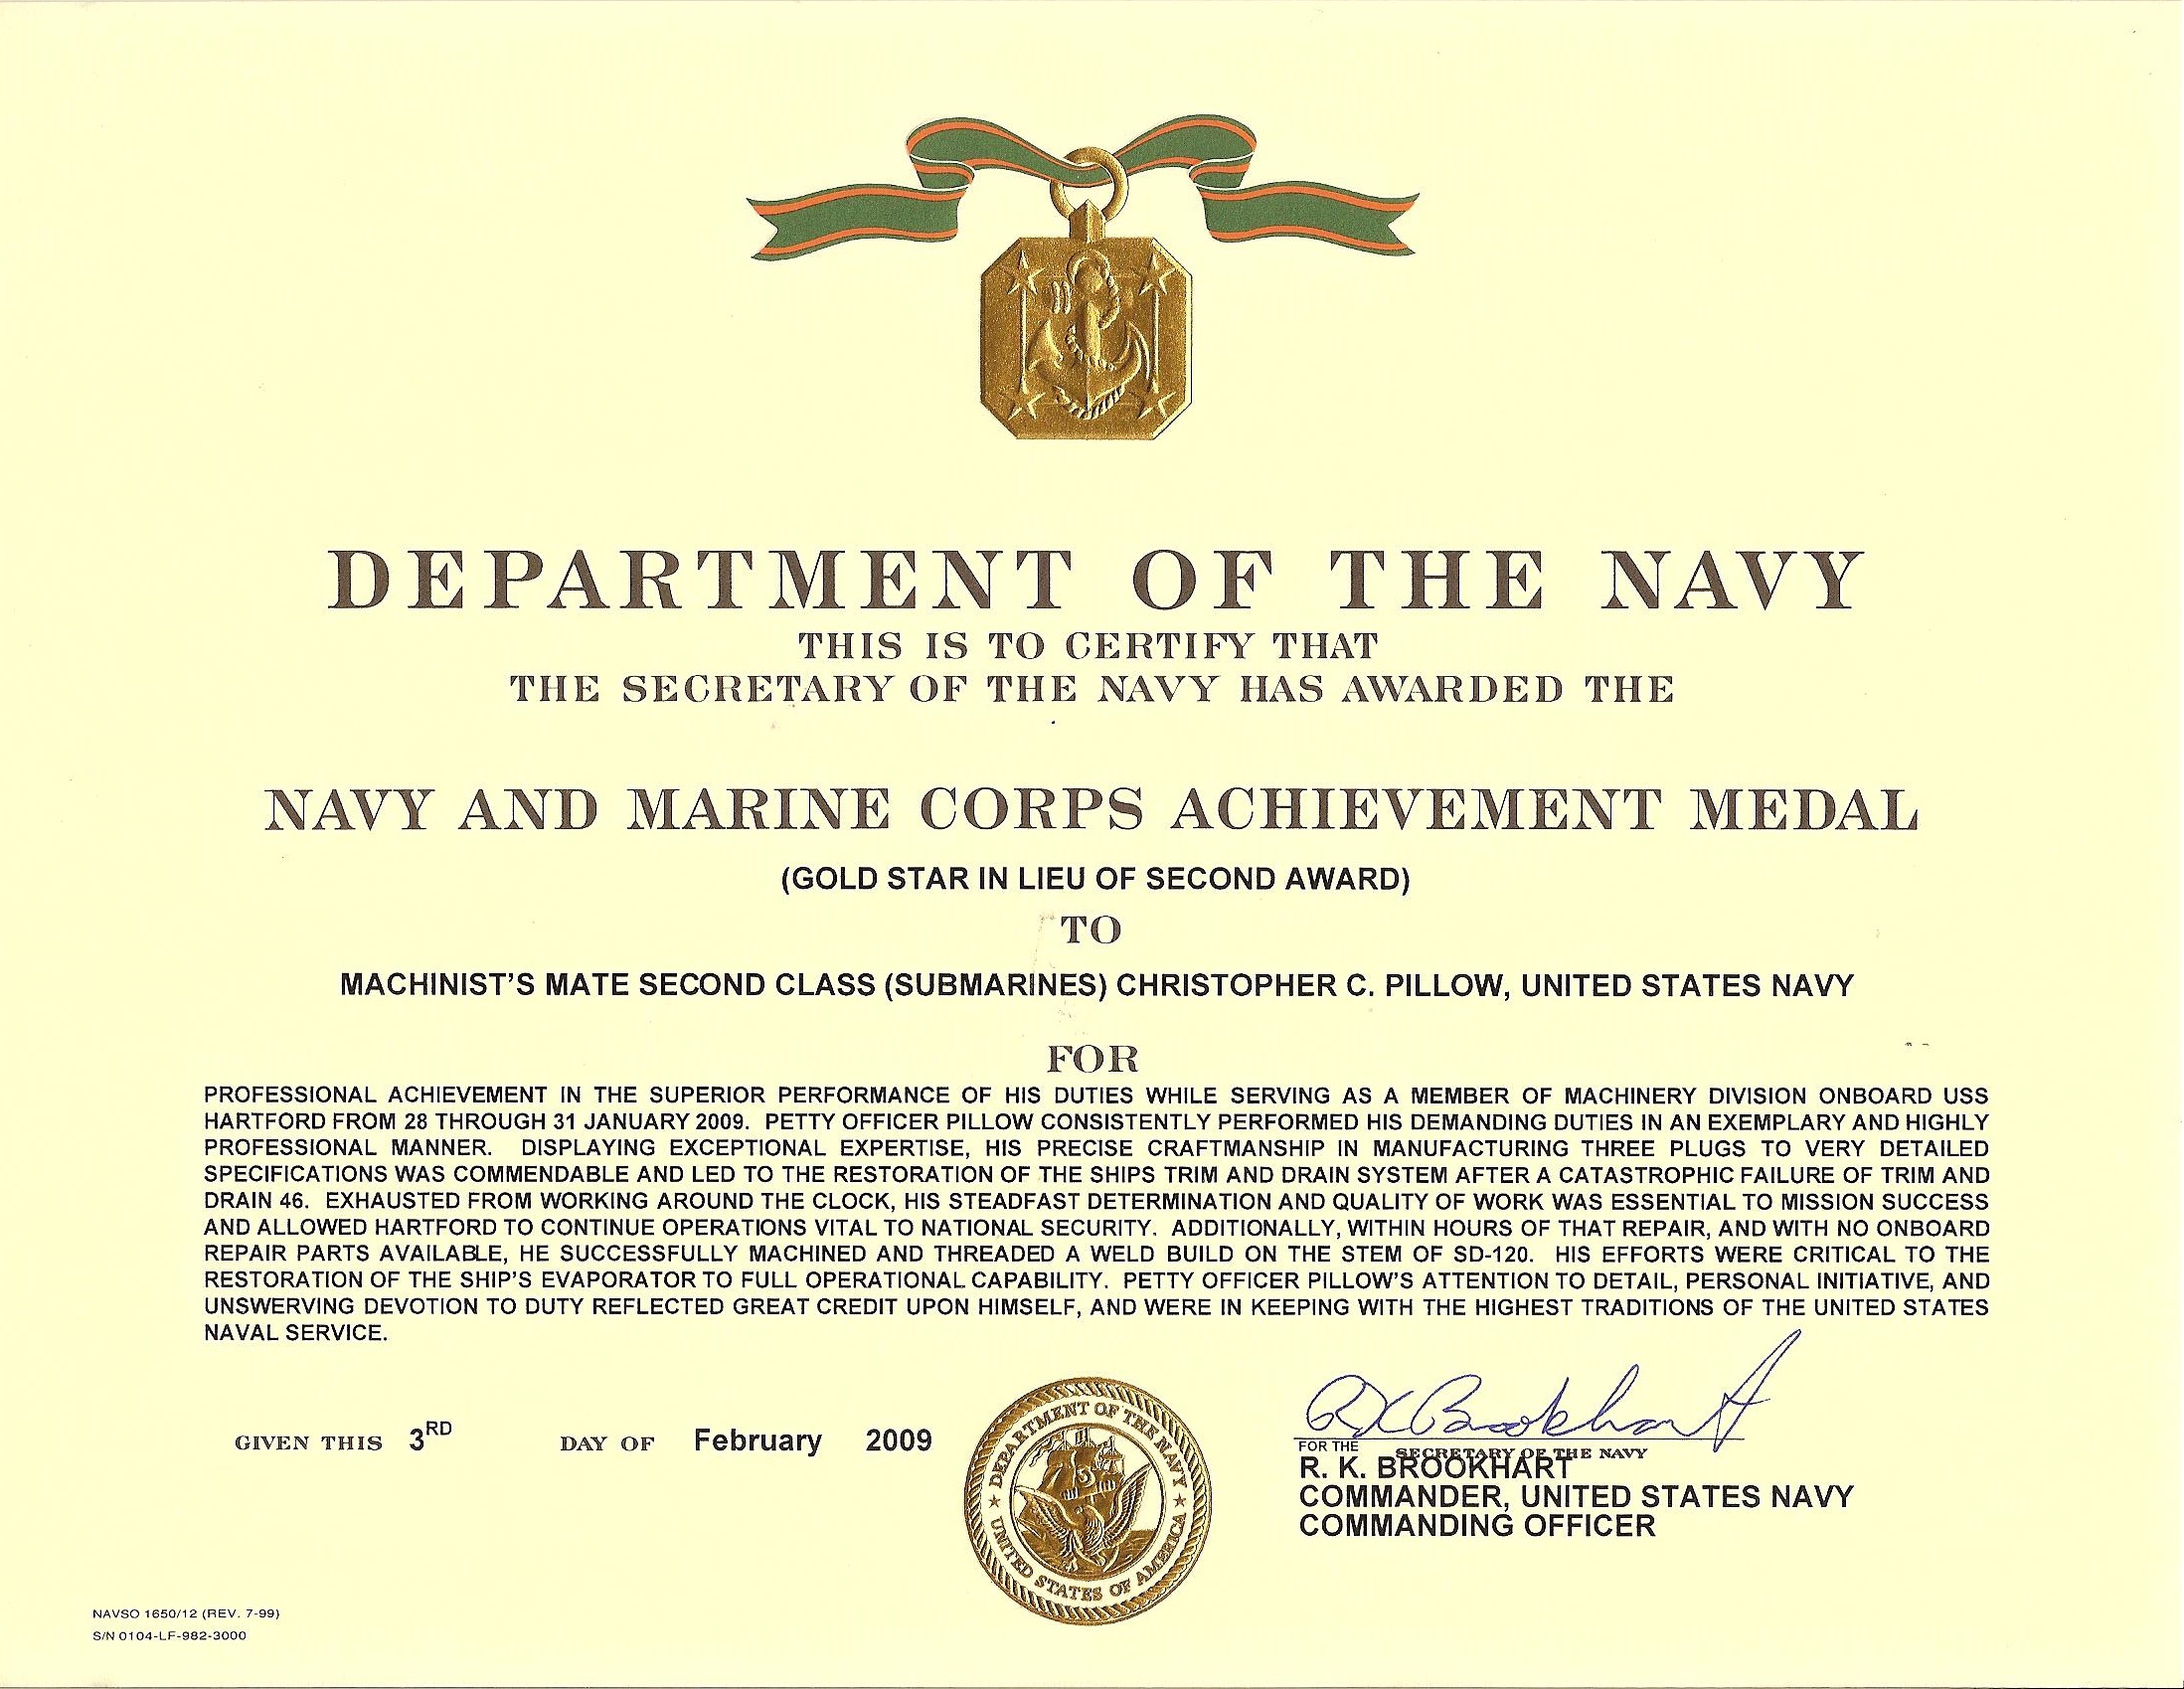 DEPARTMENT OF THE NAVY
THIS IS TO CERTIFY THAT
THE SECRETARY OF THE NAVY HAS AWARDED THE
NAVY AND MARINE CORPS ACHIEVEMENT MEDAL
(GOLD STAR IN LIEU OF SECOND AWARD)
TO
MACHINIST'S MATE SECOND CLASS (SUBMARINES) CHRISTOPHER C. PILLOW, UNITED STATES NAVY
FOR
PROFESSIONAL ACHIEVEMENT IN THE SUPERIOR PERFORMANCE OF HIS DUTIES WHILE SERVING AS A MEMBER OF MACHINERY DIVISION ONBOARD USS
HARTFORD FROM 28 THROUGH 31 JANUARY 2009. PETTY OFFICER PILLOW CONSISTENTLY PERFORMED HIS DEMANDING DUTIES IN AN EXEMPLARY AND HIGHLY
PROFESSIONAL MANNER. DISPLAYING EXCEPTIONAL EXPERTISE, HIS PRECISE CRAFTMANSHIP IN MANUFACTURING THREE PLUGS TO VERY DETAILED
SPECIFICATIONS WAS COMMENDABLE AND LED TO THE RESTORATION OF THE SHIPS TRIM AND DRAIN SYSTEM AFTER A CATASTROPHIC FAILURE OF TRIM AND
DRAIN 46. EXHAUSTED FROM WORKING AROUND THE CLOCK, HIS STEADFAST DETERMINATION AND QUALITY OF WORK WAS ESSENTIAL TO MISSION SUCCESS
AND ALLOWED HARTFORD TO CONTINUE OPERATIONS VITAL TO NATIONAL SECURITY. ADDITIONALLY, WITHIN HOURS OF THAT REPAIR, AND WITH NO ONBOARD
REPAIR PARTS AVAILABLE, HE SUCCESSFULLY MACHINED AND THREADED A WELD BUILD ON THE STEM OF SD-120. HIS EFFORTS WERE CRITICAL TO THE
RESTORATION OF THE SHIP'S EVAPORATOR TO FULL OPERATIONAL CAPABILITY. PETTY OFFICER PILLOW'S ATTENTION TO DETAIL, PERSONAL INITIATIVE, AND
UNSWERVING DEVOTION TO DUTY REFLECTED GREAT CREDIT UPON HIMSELF, AND WERE IN KEEPING WITH THE HIGHEST TRADITIONS OF THE UNITED STATES
NAVAL SERVICE.
GIVEN THIS 3RD DAY OF February 2009
DEPARTMENT OF THE NAVY
UNITED STATES OF AMERICA
RK Brookhart
FOR THE SECRETARY OF THE NAVY
R. K. BROOKHART
COMMANDER, UNITED STATES NAVY
COMMANDING OFFICER
NAVSO 1650/12 (REV. 7-99)
S/N 0104-LF-982-3000